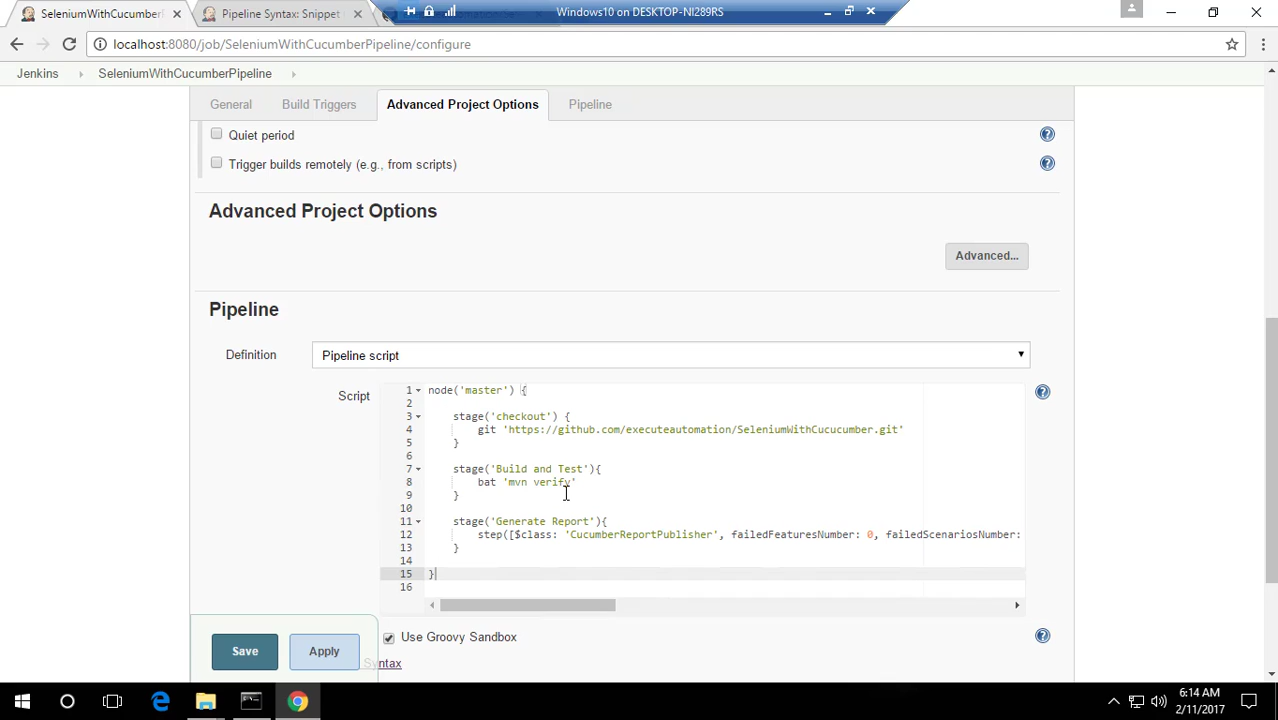 SeleniumWithCucumberF
Pipeline Syntax: Snippet
Windows10 on DESKTOP-NI289RS
localhost:8080/job/SeleniumWithCucumberPipeline/configure
Jenkins SeleniumWithCucumberPipeline
General Build Triggers Advanced Project Options Pipeline
Quiet period
Trigger builds remotely (e.g., from scripts)
Advanced Project Options
Advanced...
Pipeline
Definition Pipeline script
Script
1 node('master') {
2
3 stage('checkout') {
4 git 'https://github.com/executeautomation/SeleniumWithCucucumber.git'
5 }
6
7 stage('Build and Test'){
8 bat 'mvn verify'
9 }
10
11 stage('Generate Report'){
12 step([$class: 'CucumberReportPublisher', failedFeaturesNumber: 0, failedScenariosNumber:
13 }
14
15 }
16
Use Groovy Sandbox
Save Apply Syntax
6:14 AM
2/11/2017